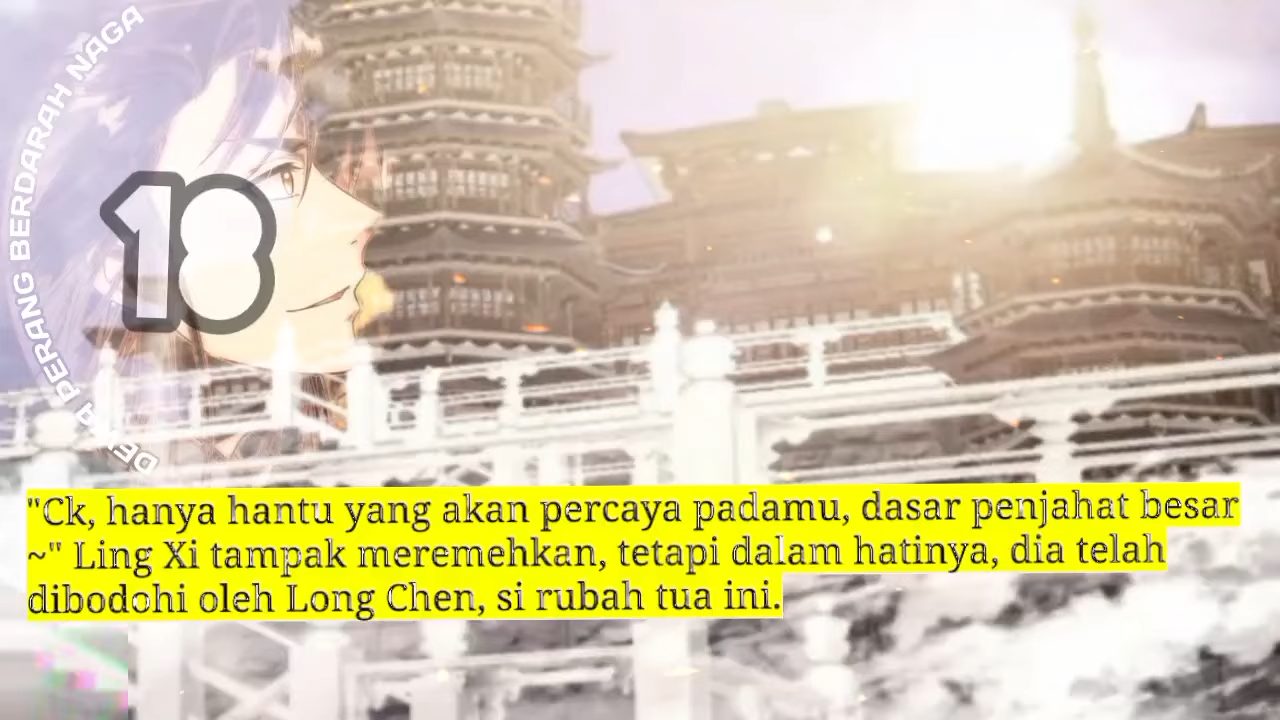 DEWA PERANG BERDARAH NAGA
18
"Ck, hanya hantu yang akan percaya padamu, dasar penjahat besar
~" Ling Xi tampak meremehkan, tetapi dalam hatinya, dia telah
dibodohi oleh Long Chen, si rubah tua ini.